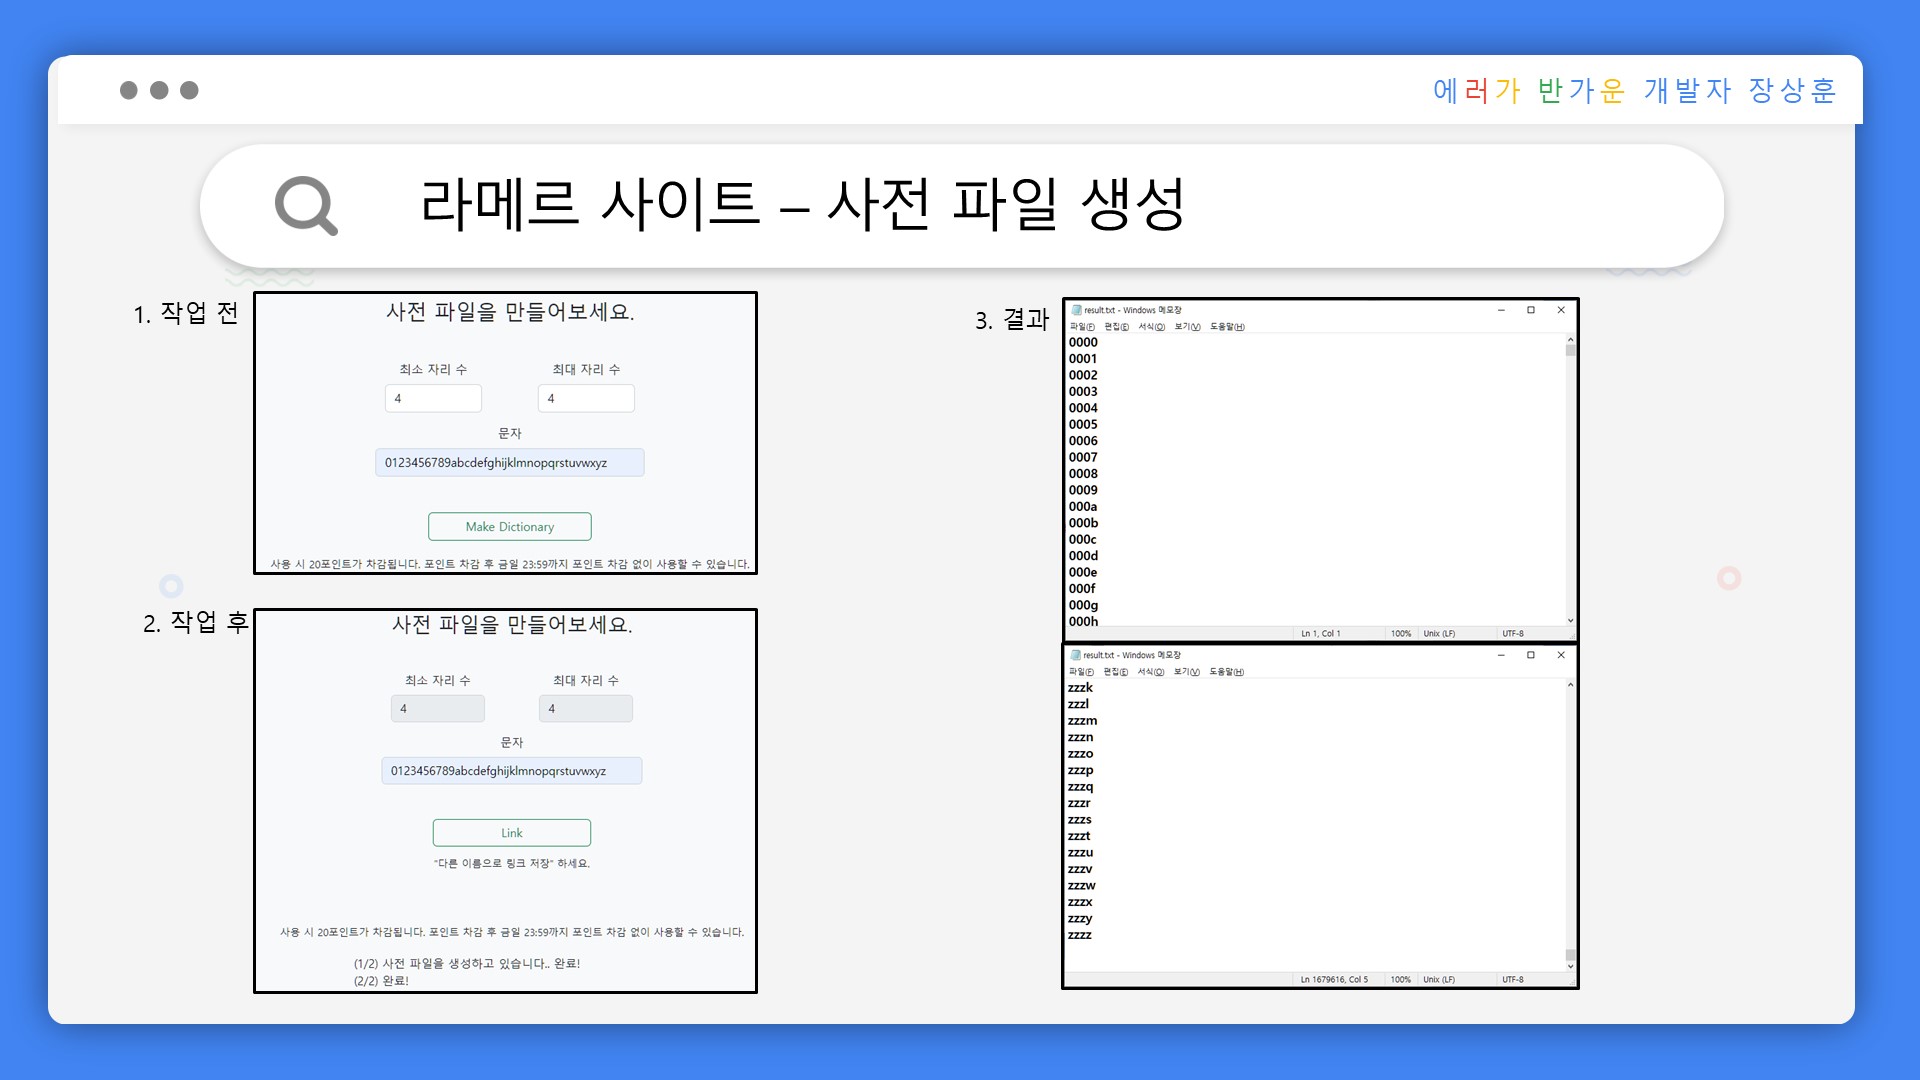 에러가 반가운 개발자 장상훈
라메르 사이트 – 사전 파일 생성
1. 작업 전
사전 파일을 만들어보세요.
최소 자리 수
최대 자리 수
4
4
문자
0123456789abcdefghijklmnopqrstuvwxyz
Make Dictionary
사용 시 20포인트가 차감됩니다. 포인트 차감 후 금일 23:59까지 포인트 차감 없이 사용할 수 있습니다.
2. 작업 후
사전 파일을 만들어보세요.
최소 자리 수
최대 자리 수
4
4
문자
0123456789abcdefghijklmnopqrstuvwxyz
Link
"다른 이름으로 링크 저장" 하세요.
사용 시 20포인트가 차감됩니다. 포인트 차감 후 금일 23:59까지 포인트 차감 없이 사용할 수 있습니다.
(1/2) 사전 파일을 생성하고 있습니다.. 완료!
(2/2) 완료!
3. 결과
result.txt - Windows 메모장
파일(F) 편집(E) 서식(O) 보기(V) 도움말(H)
0000
0001
0002
0003
0004
0005
0006
0007
0008
0009
000a
000b
000c
000d
000e
000f
000g
000h
Ln 1, Col 1 100% Unix (LF) UTF-8
result.txt - Windows 메모장
파일(F) 편집(E) 서식(O) 보기(V) 도움말(H)
zzzk
zzzl
zzzm
zzzn
zzzo
zzzp
zzzq
zzzr
zzzs
zzzt
zzzu
zzzv
zzzw
zzzx
zzzy
zzzz
Ln 1679616, Col 5 100% Unix (LF) UTF-8